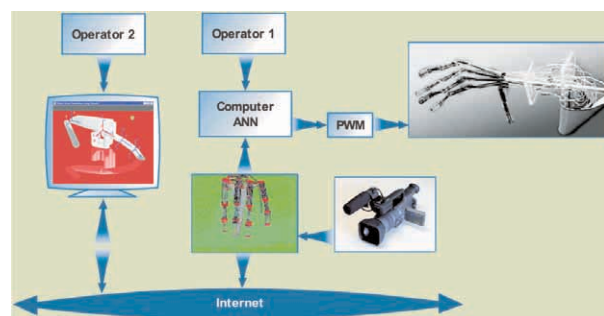 Operator 2
Operator 1
Computer
ANN
PWM
Internet